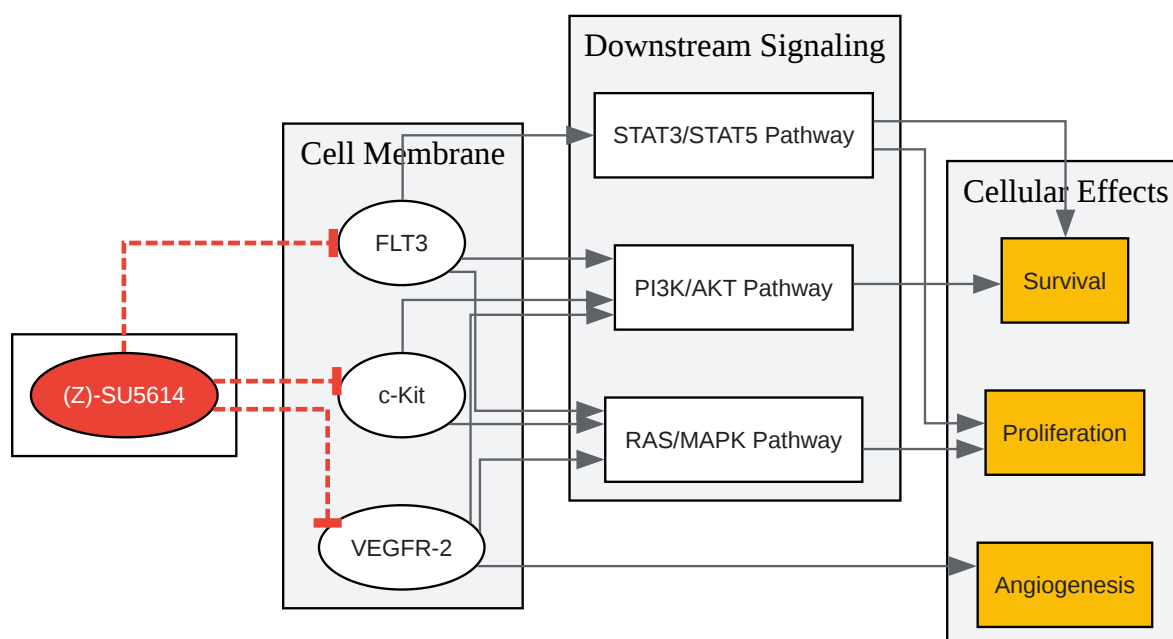 Downstream Signaling
STAT3/STAT5 Pathway
Cell Membrane
Cellular Effects
FLT3
Survival
PI3K/AKT Pathway
(Z)-SU5614
c-Kit
Proliferation
RAS/MAPK Pathway
VEGFR-2
Angiogenesis